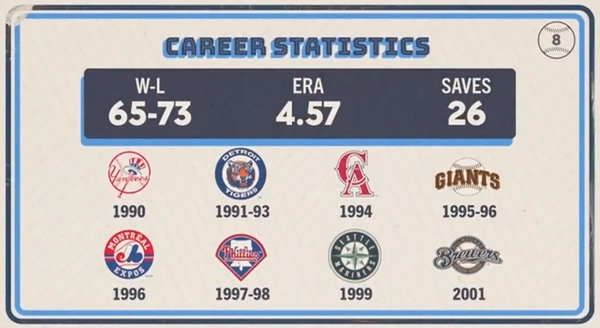 CAREER STATISTICS
8
W-L ERA SAVES
65-73 4.57 26
Yankees DETROIT TIGERS CA GIANTS
1990 1991-93 1994 1995-96
MONTREAL EXPOS Phillies SEATTLE MARINERS Brewers
1996 1997-98 1999 2001